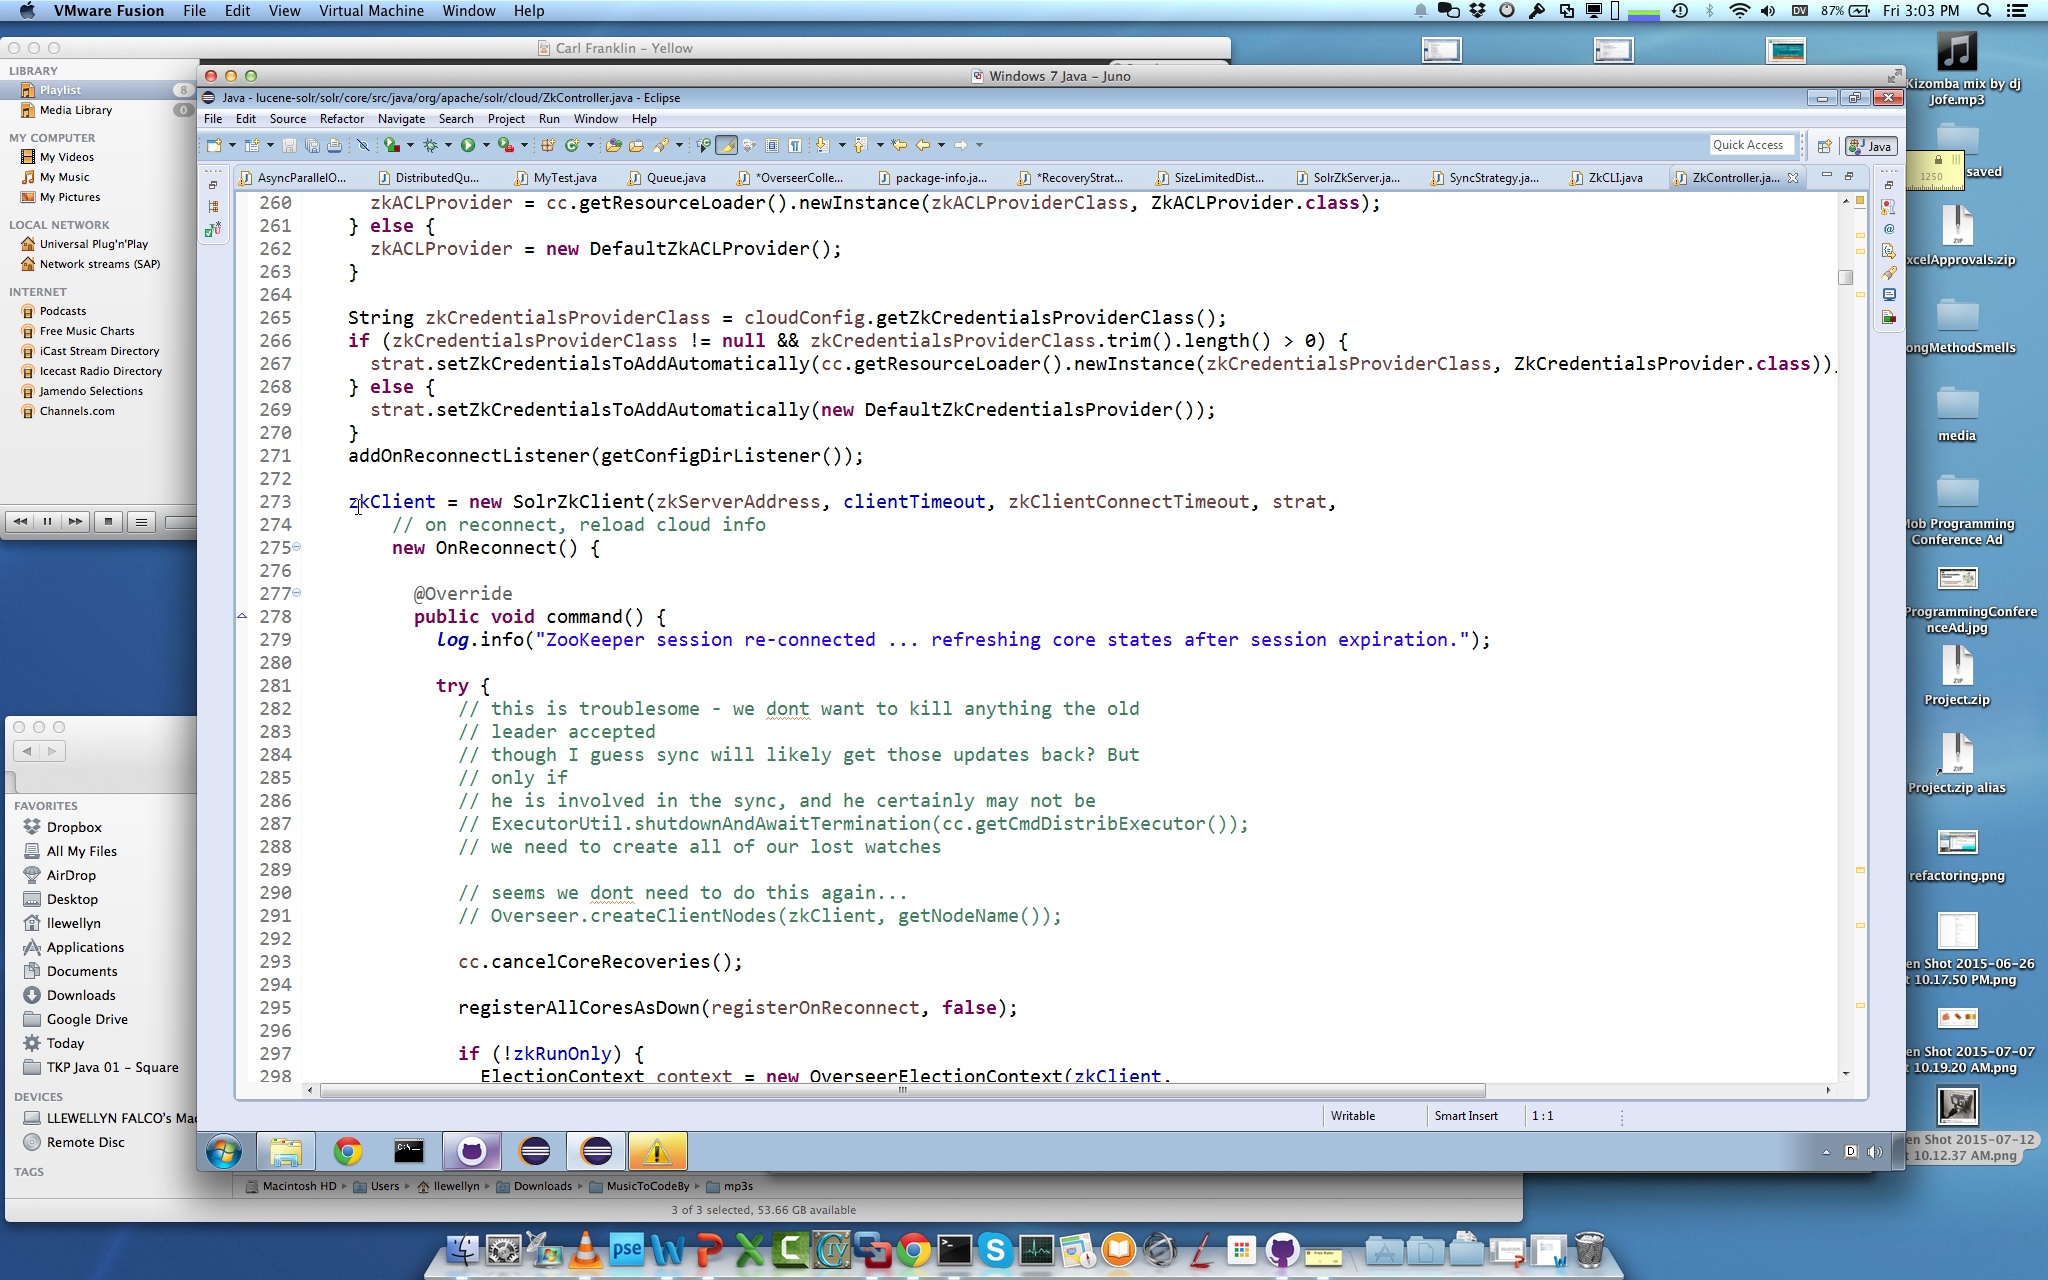 VMware Fusion File Edit View Virtual Machine Window Help
DV 87% Fri 3:03 PM
Carl Franklin – Yellow
LIBRARY
Playlist 8
Media Library 0
MY COMPUTER
My Videos
My Music
My Pictures
LOCAL NETWORK
Universal Plug'n'Play
Network streams (SAP)
INTERNET
Podcasts
Free Music Charts
iCast Stream Directory
Icecast Radio Directory
Jamendo Selections
Channels.com
FAVORITES
Dropbox
All My Files
AirDrop
Desktop
llewellyn
Applications
Documents
Downloads
Google Drive
Today
TKP Java 01 – Square
DEVICES
LLEWELLYN FALCO's Mac
Remote Disc
TAGS
Windows 7 Java – Juno
Java - lucene-solr/solr/core/src/java/org/apache/solr/cloud/ZkController.java - Eclipse
File Edit Source Refactor Navigate Search Project Run Window Help
Quick Access Java
AsyncParallelO... DistributedQu... MyTest.java Queue.java *OverseerColle... package-info.ja... *RecoveryStrat... SizeLimitedDist... SolrZkServer.ja... SyncStrategy.ja... ZkCLI.java ZkController.ja...
260 zkACLProvider = cc.getResourceLoader().newInstance(zkACLProviderClass, ZkACLProvider.class);
261 } else {
262 zkACLProvider = new DefaultZkACLProvider();
263 }
264
265 String zkCredentialsProviderClass = cloudConfig.getZkCredentialsProviderClass();
266 if (zkCredentialsProviderClass != null && zkCredentialsProviderClass.trim().length() > 0) {
267 strat.setZkCredentialsToAddAutomatically(cc.getResourceLoader().newInstance(zkCredentialsProviderClass, ZkCredentialsProvider.class))
268 } else {
269 strat.setZkCredentialsToAddAutomatically(new DefaultZkCredentialsProvider());
270 }
271 addOnReconnectListener(getConfigDirListener());
272
273 zkClient = new SolrZkClient(zkServerAddress, clientTimeout, zkClientConnectTimeout, strat,
274 // on reconnect, reload cloud info
275 new OnReconnect() {
276
277 @Override
278 public void command() {
279 log.info("ZooKeeper session re-connected ... refreshing core states after session expiration.");
280
281 try {
282 // this is troublesome - we dont want to kill anything the old
283 // leader accepted
284 // though I guess sync will likely get those updates back? But
285 // only if
286 // he is involved in the sync, and he certainly may not be
287 // ExecutorUtil.shutdownAndAwaitTermination(cc.getCmdDistribExecutor());
288 // we need to create all of our lost watches
289
290 // seems we dont need to do this again...
291 // Overseer.createClientNodes(zkClient, getNodeName());
292
293 cc.cancelCoreRecoveries();
294
295 registerAllCoresAsDown(registerOnReconnect, false);
296
297 if (!zkRunOnly) {
298 ElectionContext context = new OverseerElectionContext(zkClient,
Writable Smart Insert 1 : 1
D
Macintosh HD Users llewellyn Downloads MusicToCodeBy mp3s
3 of 3 selected, 53.66 GB available
Kizomba mix by dj
Jofe.mp3
saved
1250
ZIP
xcelApprovals.zip
ongMethodSmells
media
Mob Programming
Conference Ad
ProgrammingConfere
nceAd.jpg
ZIP
Project.zip
ZIP
Project.zip alias
refactoring.png
en Shot 2015-06-26
t 10.17.50 PM.png
en Shot 2015-07-07
t 10.19.20 AM.png
en Shot 2015-07-12
t 10.12.37 AM.png
pse